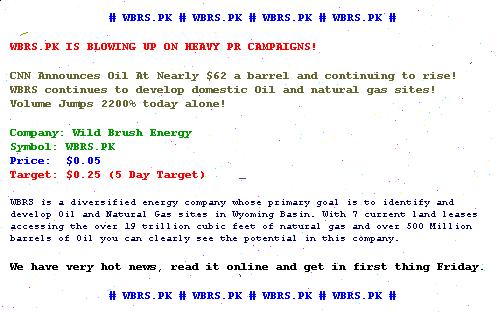 # WBRS.PK # WBRS.PK # WBRS.PK # WBRS.PK #
WBRS.PK IS BLOWING UP ON HEAVY PR CAMPAIGNS!
CNN Announces Oil At Nearly $62 a barrel and continuing to rise!
WBRS continues to develop domestic Oil and natural gas sites!
Volume Jumps 2200% today alone!
Company: Wild Brush Energy
Symbol: WBRS.PK
Price: $0.05
Target: $0.25 (5 Day Target)
WBRS is a diversified energy company whose primary goal is to identify and
develop Oil and Natural Gas sites in Wyoming Basin. With 7 current land leases
accessing the over 19 trillion cubic feet of natural gas and over 500 Million
barrels of Oil you can clearly see the potential in this company.
We have very hot news, read it online and get in first thing Friday.
# WBRS.PK # WBRS.PK # WBRS.PK # WBRS.PK #